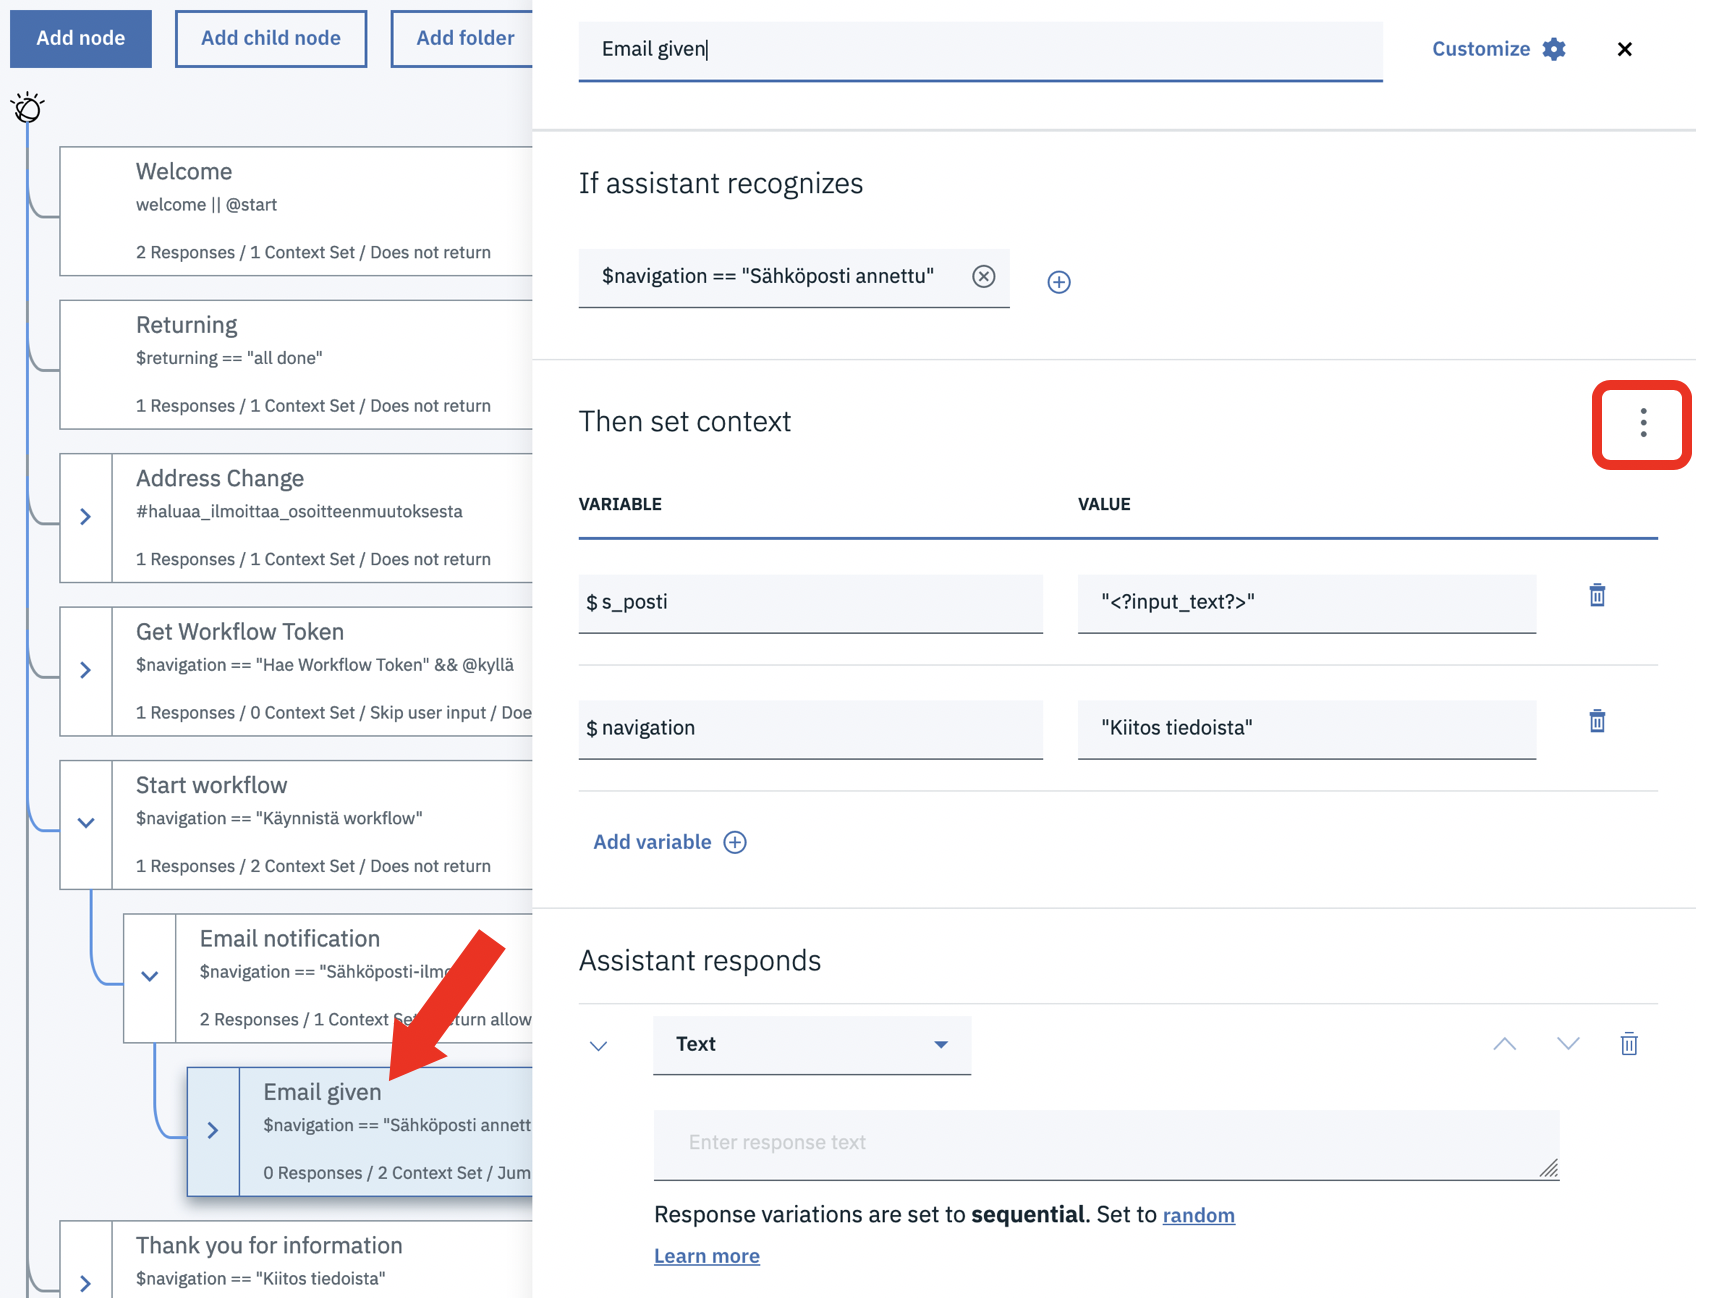 Add node
Add child node
Add folder
Welcome
welcome || @start
2 Responses / 1 Context Set / Does not return
Returning
$returning == "all done"
1 Responses / 1 Context Set / Does not return
Address Change
#haluaa_ilmoittaa_osoitteenmuutoksesta
1 Responses / 1 Context Set / Does not return
Get Workflow Token
$navigation == "Hae Workflow Token" && @kyllä
1 Responses / 0 Context Set / Skip user input / Doe
Start workflow
$navigation == "Käynnistä workflow"
1 Responses / 2 Context Set / Does not return
Email notification
$navigation == "Sähköposti-ilmo
2 Responses / 1 Context Set turn allow
Email given
$navigation == "Sähköposti annett
0 Responses / 2 Context Set / Jum
Thank you for information
$navigation == "Kiitos tiedoista"
Email given
Customize
If assistant recognizes
$navigation == "Sähköposti annettu"
Then set context
VARIABLE VALUE
$ s_posti "<?input_text?>"
$ navigation "Kiitos tiedoista"
Add variable
Assistant responds
Text
Enter response text
Response variations are set to sequential. Set to random
Learn more